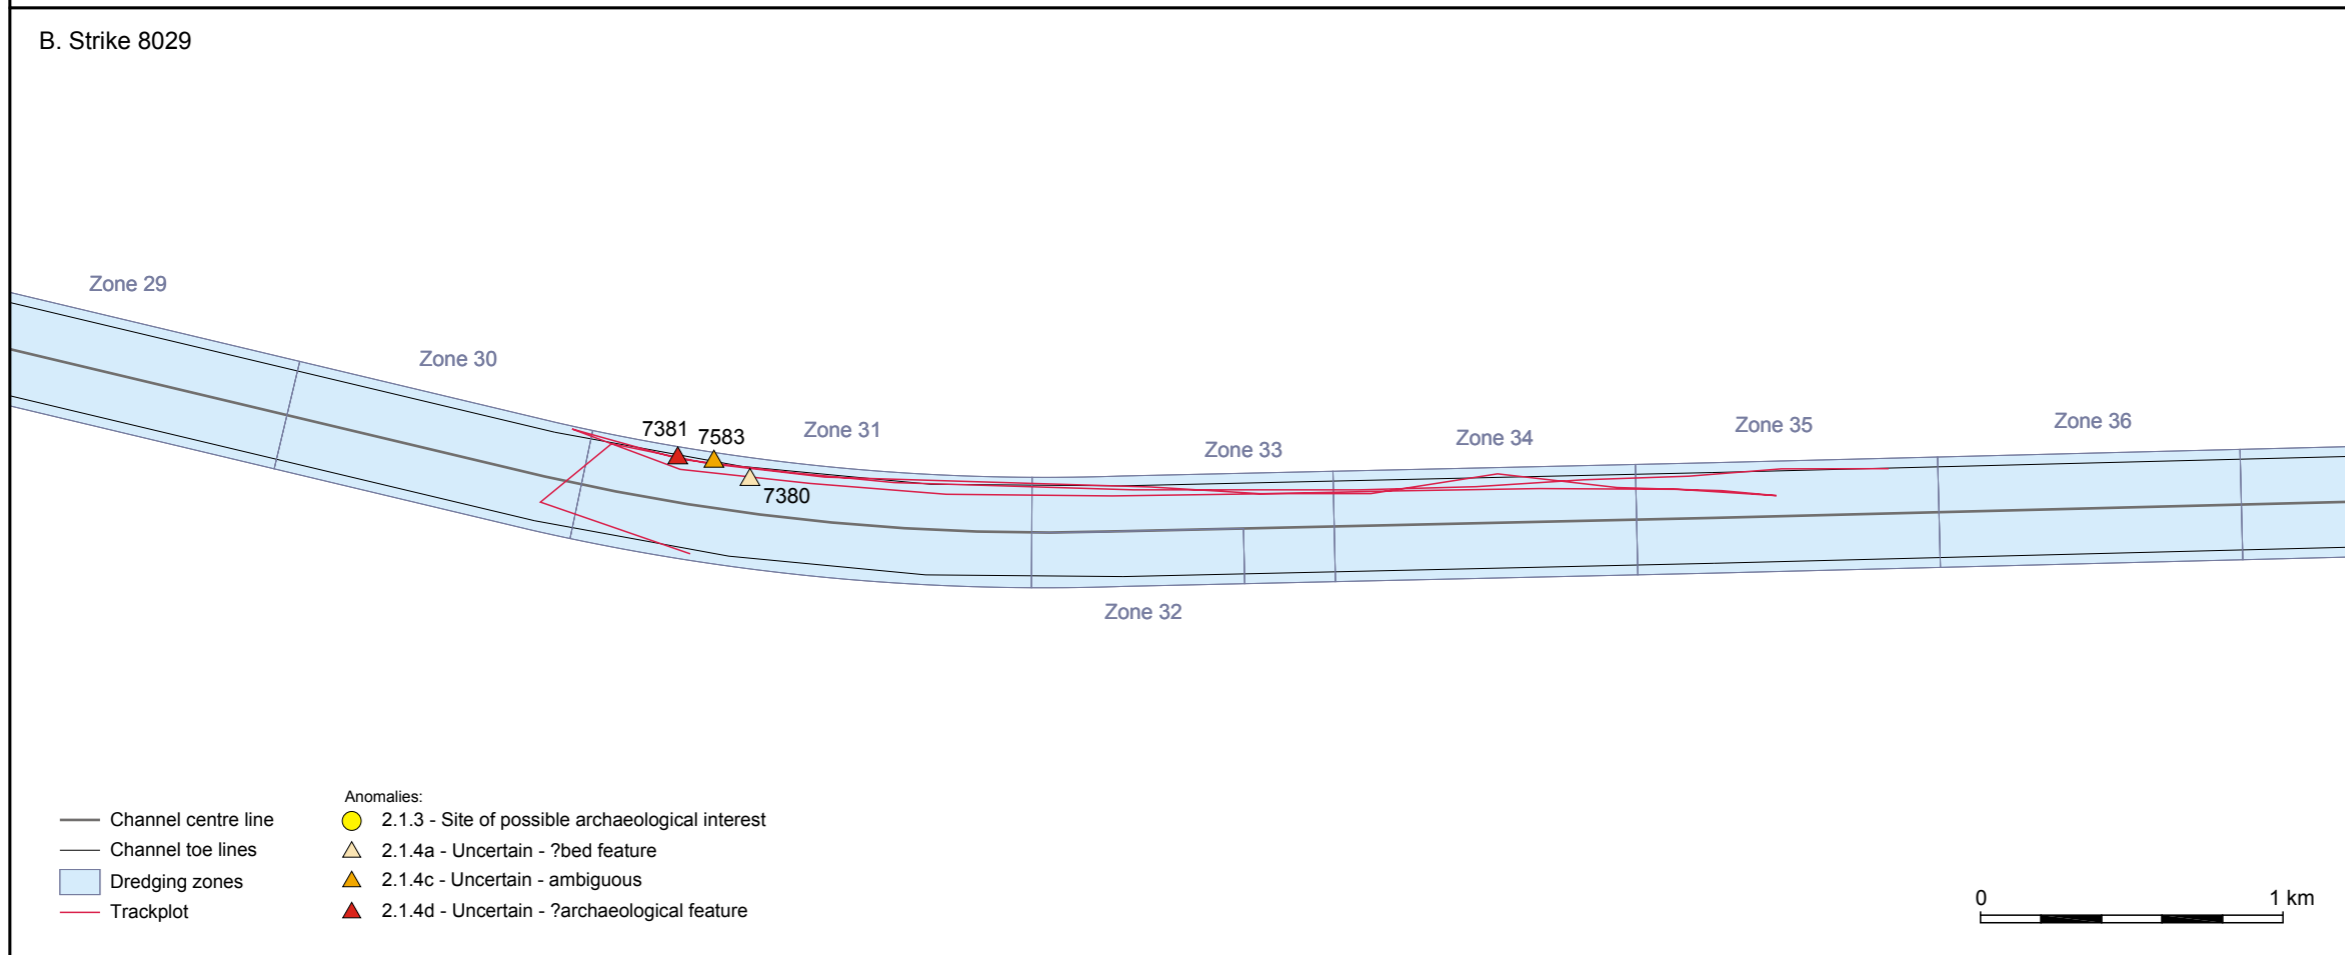 B. Strike 8029
Zone 29
Zone 30
7381
7583
Zone 31
7380
Zone 33
Zone 34
Zone 35
Zone 36
Zone 32
Channel centre line
Channel toe lines
Dredging zones
Trackplot
Anomalies:
2.1.3 - Site of possible archaeological interest
2.1.4a - Uncertain - ?bed feature
2.1.4c - Uncertain - ambiguous
2.1.4d - Uncertain - ?archaeological feature
0 1 km